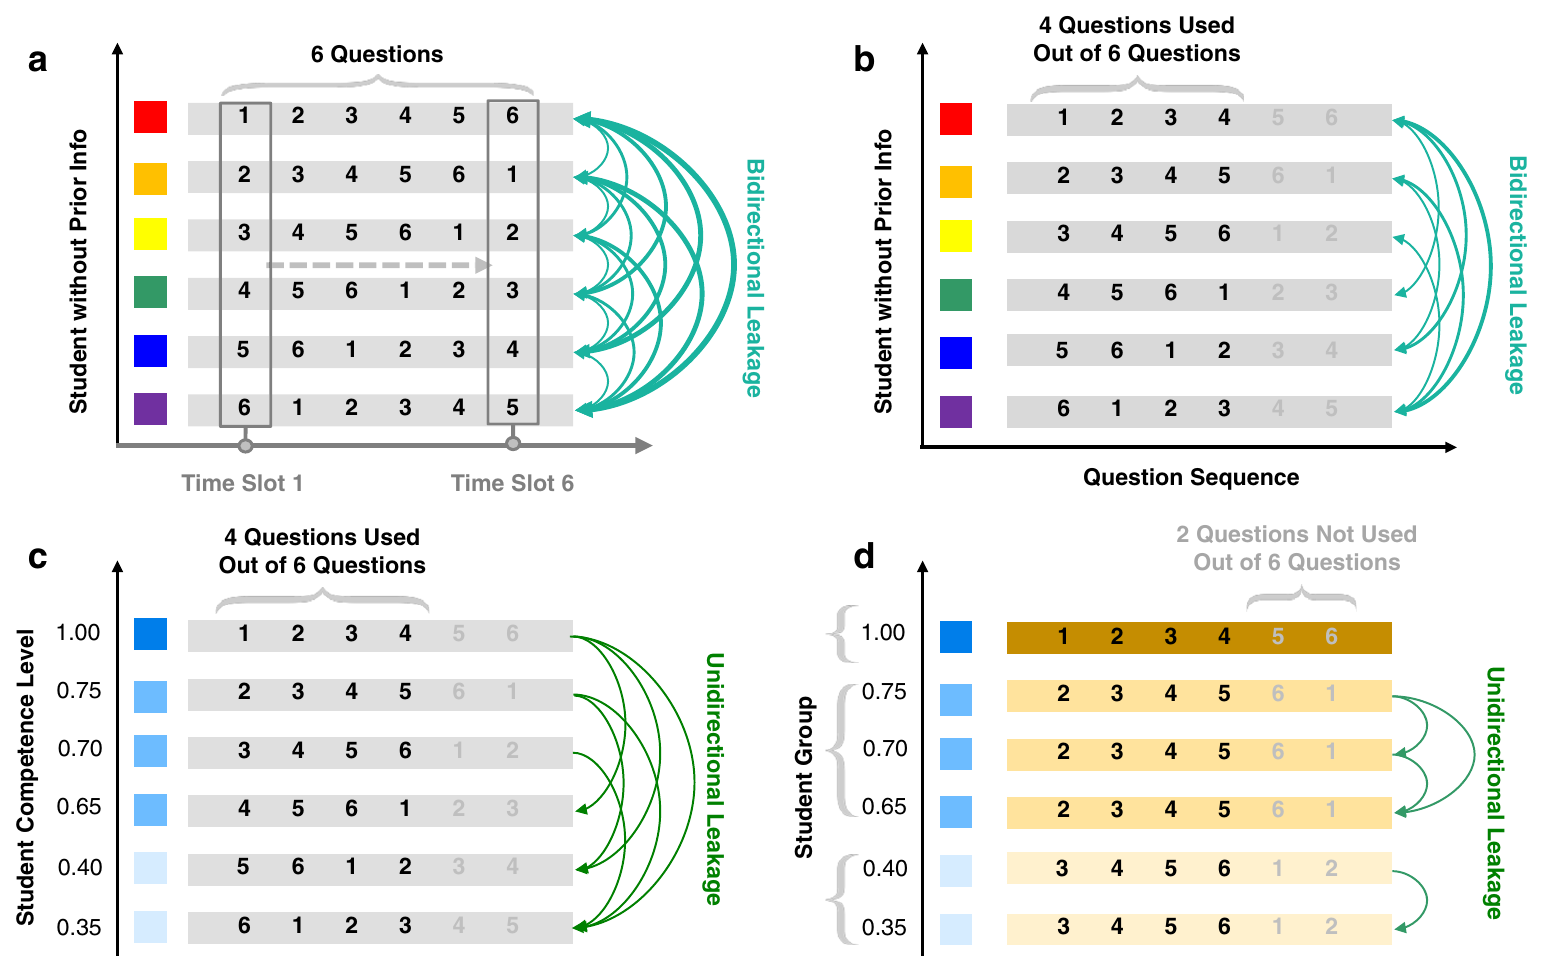 a
6 Questions
Student without Prior Info
1 2 3 4 5 6
2 3 4 5 6 1
3 4 5 6 1 2
4 5 6 1 2 3
5 6 1 2 3 4
6 1 2 3 4 5
Bidirectional Leakage
Time Slot 1
Time Slot 6
b
4 Questions Used
Out of 6 Questions
Student without Prior Info
1 2 3 4 5 6
2 3 4 5 6 1
3 4 5 6 1 2
4 5 6 1 2 3
5 6 1 2 3 4
6 1 2 3 4 5
Bidirectional Leakage
Question Sequence
c
4 Questions Used
Out of 6 Questions
Student Competence Level
1.00 1 2 3 4 5 6
0.75 2 3 4 5 6 1
0.70 3 4 5 6 1 2
0.65 4 5 6 1 2 3
0.40 5 6 1 2 3 4
0.35 6 1 2 3 4 5
Unidirectional Leakage
d
2 Questions Not Used
Out of 6 Questions
Student Group
1.00 1 2 3 4 5 6
0.75 2 3 4 5 6 1
0.70 2 3 4 5 6 1
0.65 2 3 4 5 6 1
0.40 3 4 5 6 1 2
0.35 3 4 5 6 1 2
Unidirectional Leakage